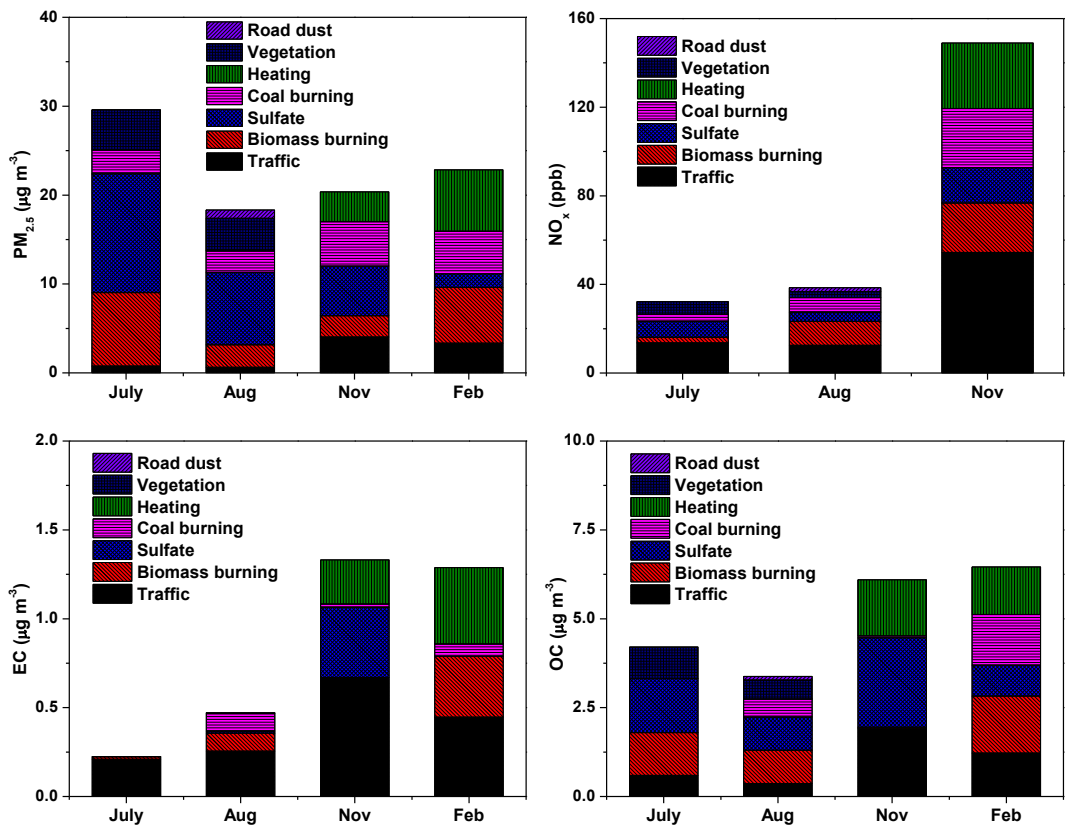 PM2.5 (µg m-3)
40
30
20
10
0
Road dust
Vegetation
Heating
Coal burning
Sulfate
Biomass burning
Traffic
July Aug Nov Feb
NOx (ppb)
160
120
80
40
0
Road dust
Vegetation
Heating
Coal burning
Sulfate
Biomass burning
Traffic
July Aug Nov
EC (µg m-3)
2.0
1.5
1.0
0.5
0.0
Road dust
Vegetation
Heating
Coal burning
Sulfate
Biomass burning
Traffic
July Aug Nov Feb
OC (µg m-3)
10.0
7.5
5.0
2.5
0.0
Road dust
Vegetation
Heating
Coal burning
Sulfate
Biomass burning
Traffic
July Aug Nov Feb